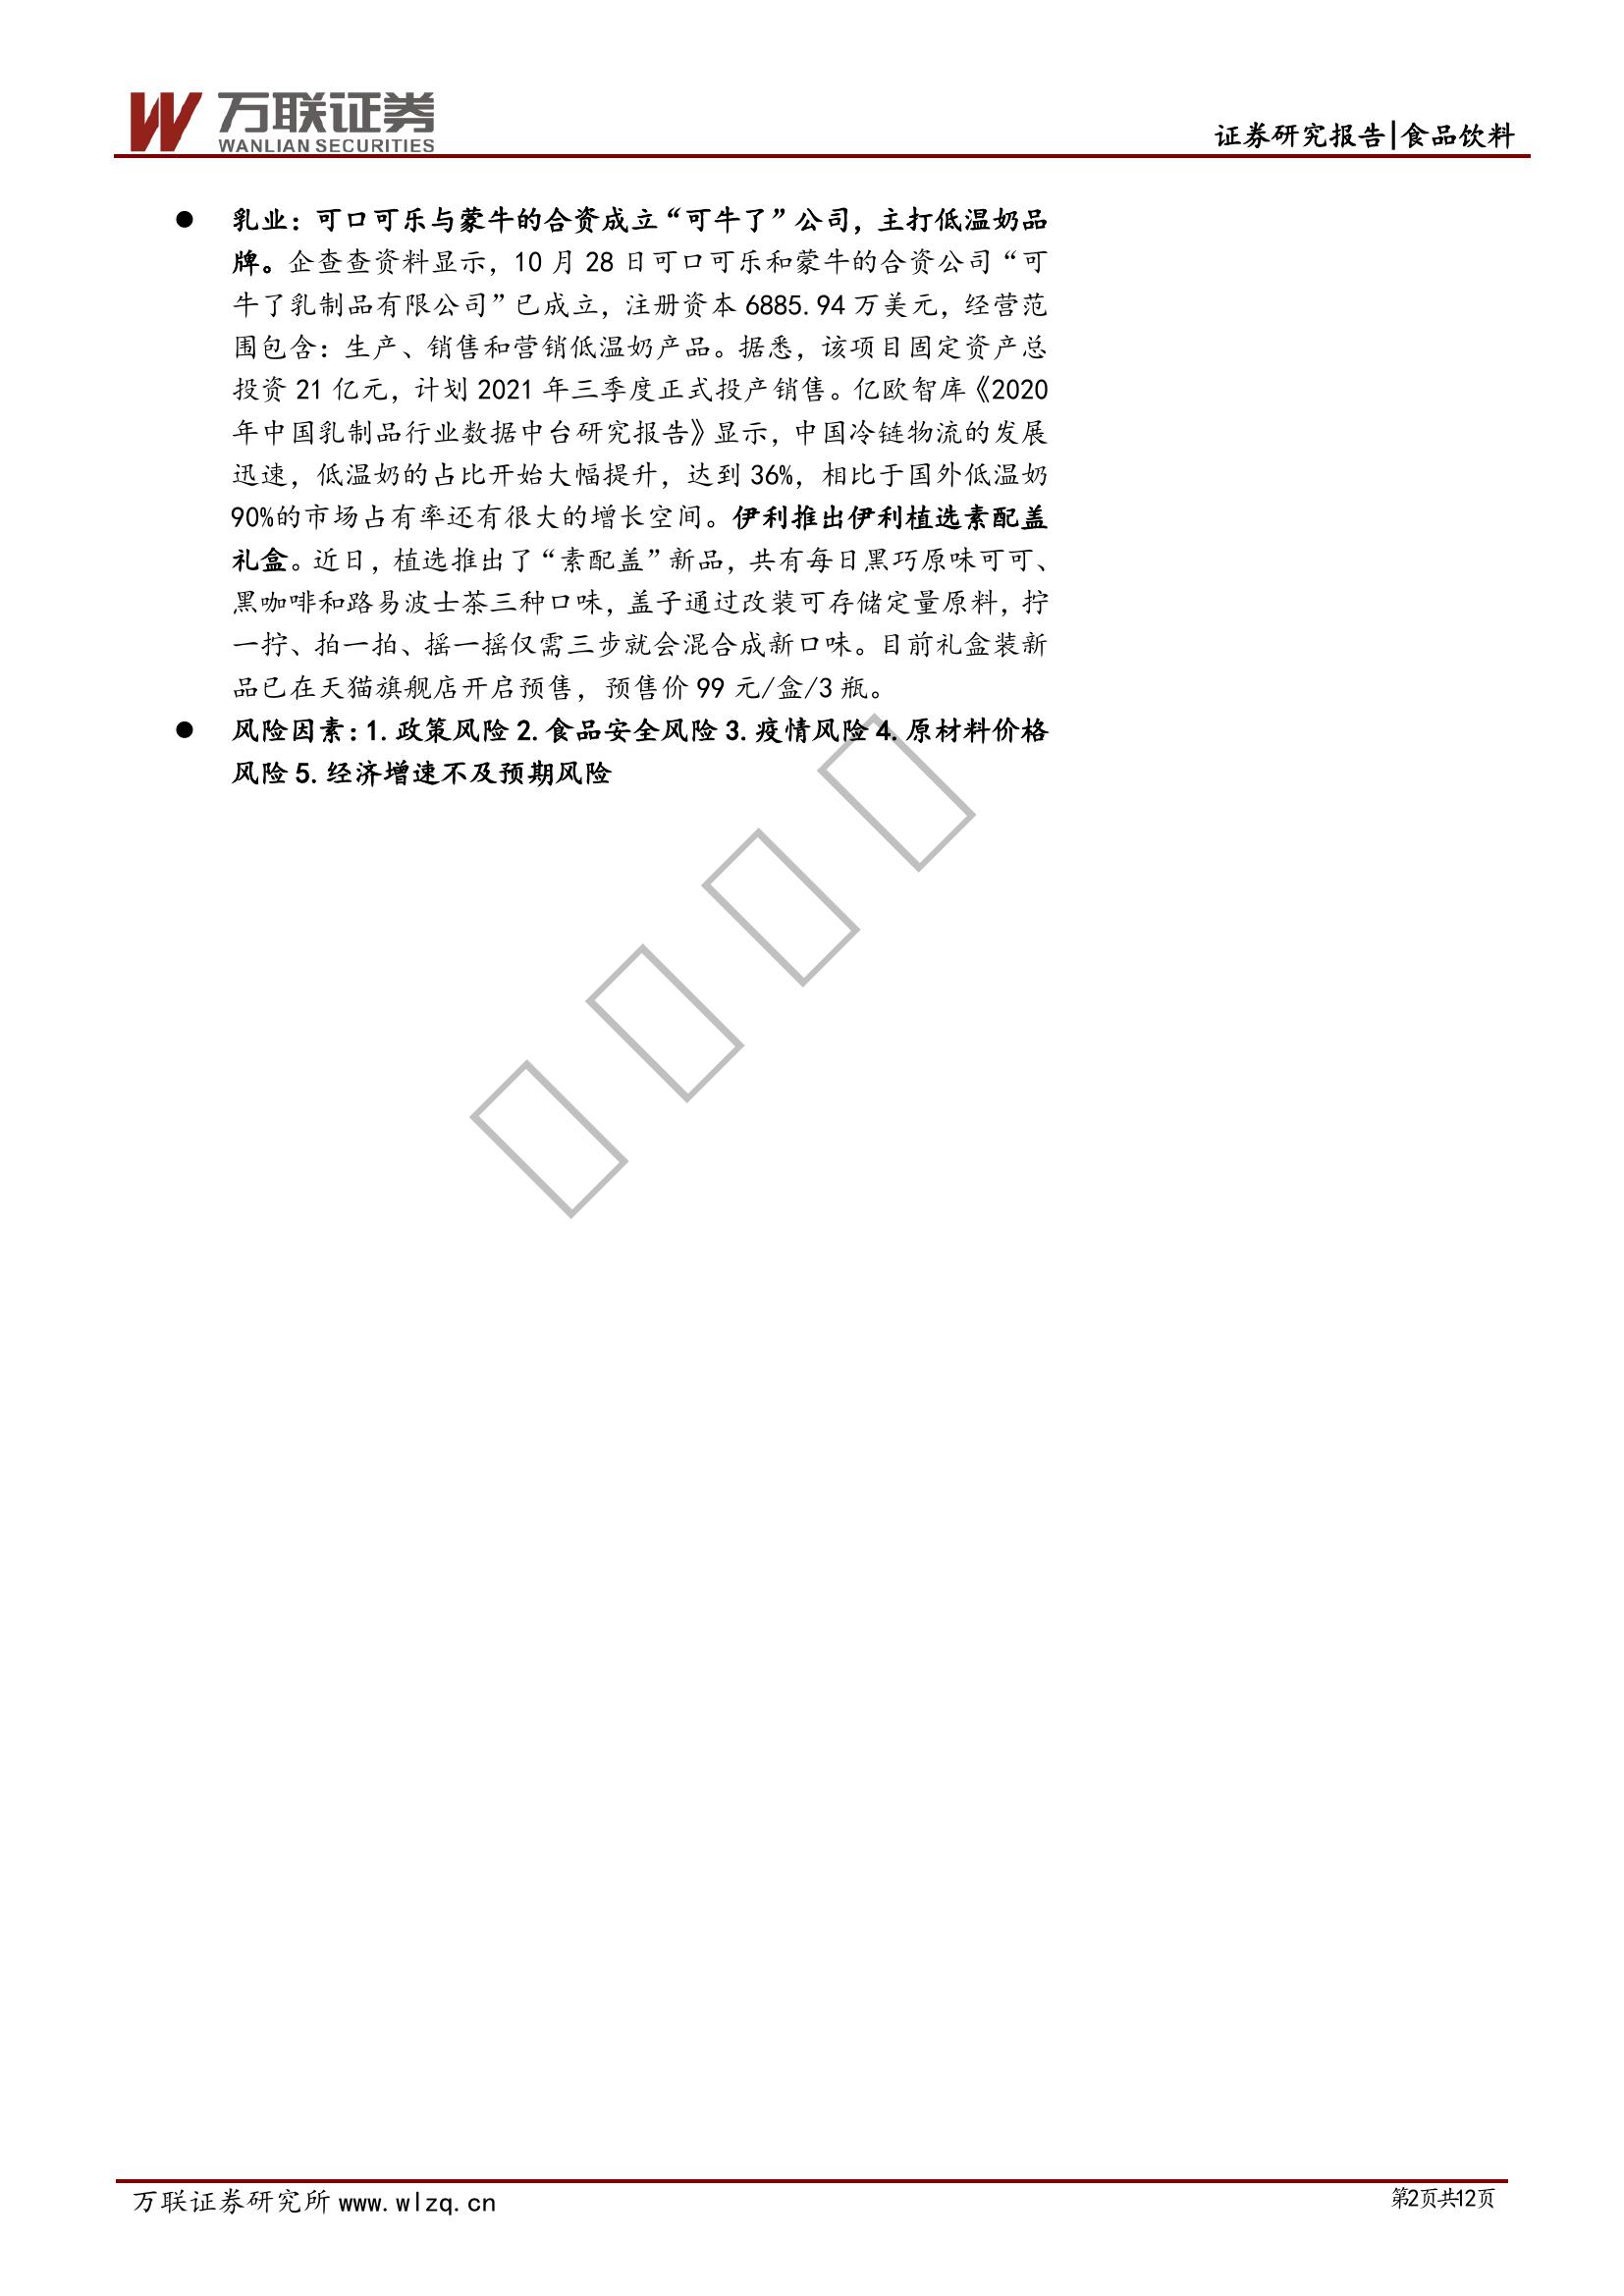 万联证券
WANLIAN SECURITIES
证券研究报告|食品饮料
● 乳业：可口可乐与蒙牛的合资成立“可牛了”公司，主打低温奶品
牌。企查查资料显示，10 月 28 日可口可乐和蒙牛的合资公司“可
牛了乳制品有限公司”已成立，注册资本 6885.94 万美元，经营范
围包含：生产、销售和营销低温奶产品。据悉，该项目固定资产总
投资 21 亿元，计划 2021 年三季度正式投产销售。亿欧智库《2020
年中国乳制品行业数据中台研究报告》显示，中国冷链物流的发展
迅速，低温奶的占比开始大幅提升，达到 36%，相比于国外低温奶
90%的市场占有率还有很大的增长空间。伊利推出伊利植选素配盖
礼盒。近日，植选推出了“素配盖”新品，共有每日黑巧原味可可、
黑咖啡和路易波士茶三种口味，盖子通过改装可存储定量原料，拧
一拧、拍一拍、摇一摇仅需三步就会混合成新口味。目前礼盒装新
品已在天猫旗舰店开启预售，预售价 99 元/盒/3 瓶。
● 风险因素：1.政策风险 2.食品安全风险 3.疫情风险 4.原材料价格
风险 5.经济增速不及预期风险
万联证券研究所 www.wlzq.cn
第2页共12页